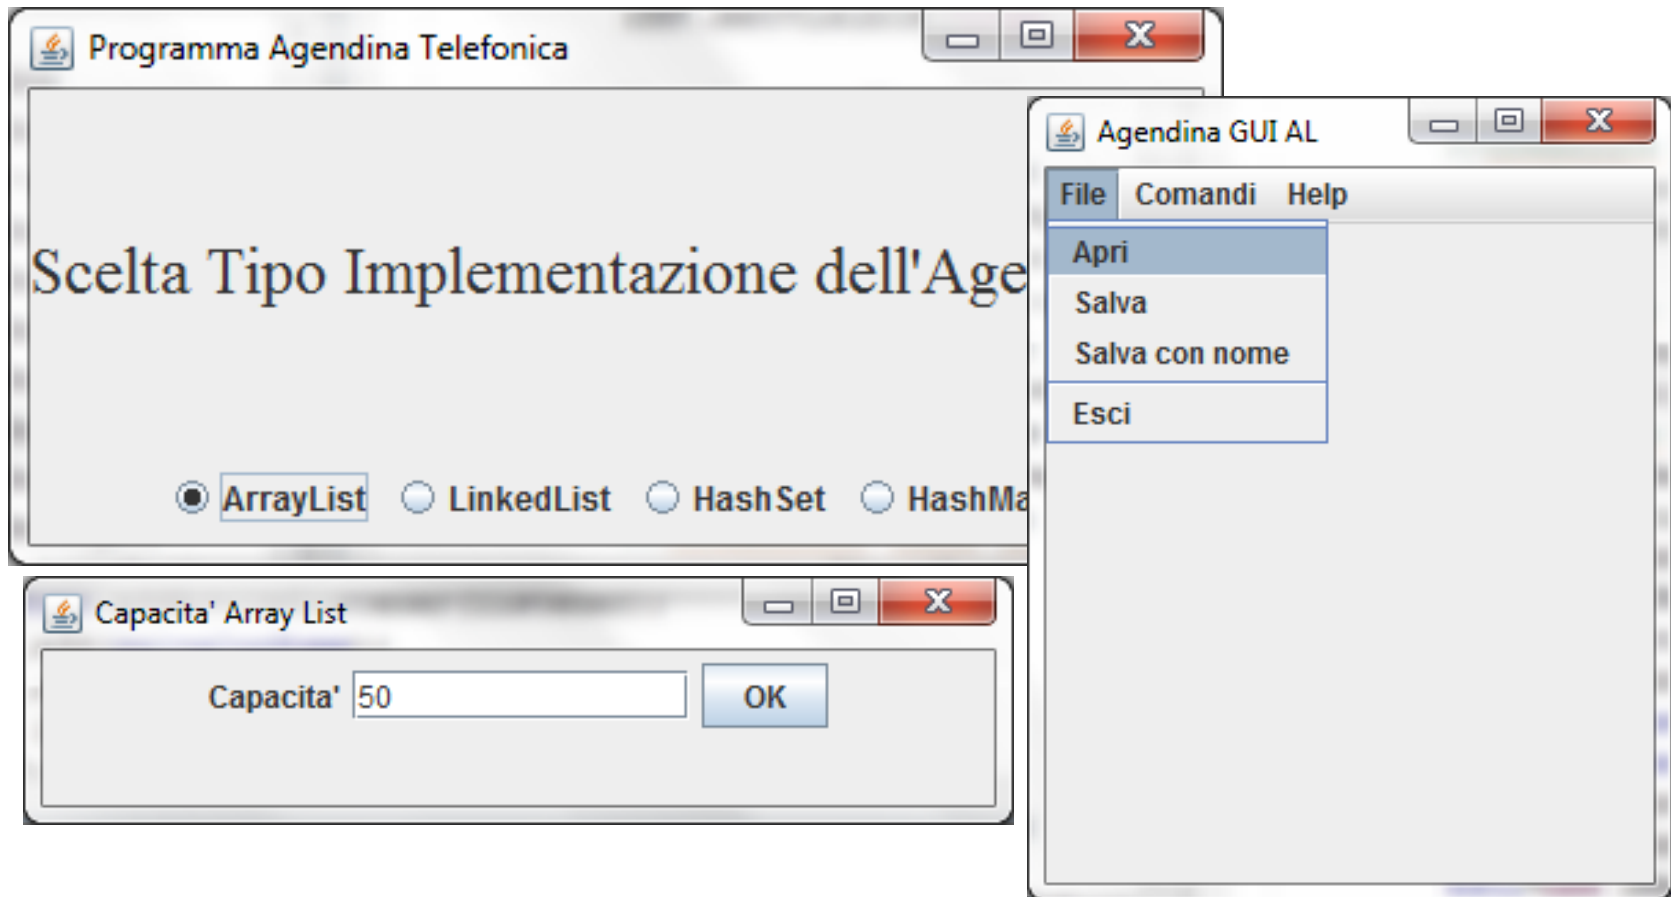 Programma Agendina Telefonica
Scelta Tipo Implementazione dell'Age
ArrayList LinkedList HashSet HashMa
Capacita' Array List
Capacita' 50 OK
Agendina GUI AL
File Comandi Help
Apri
Salva
Salva con nome
Esci